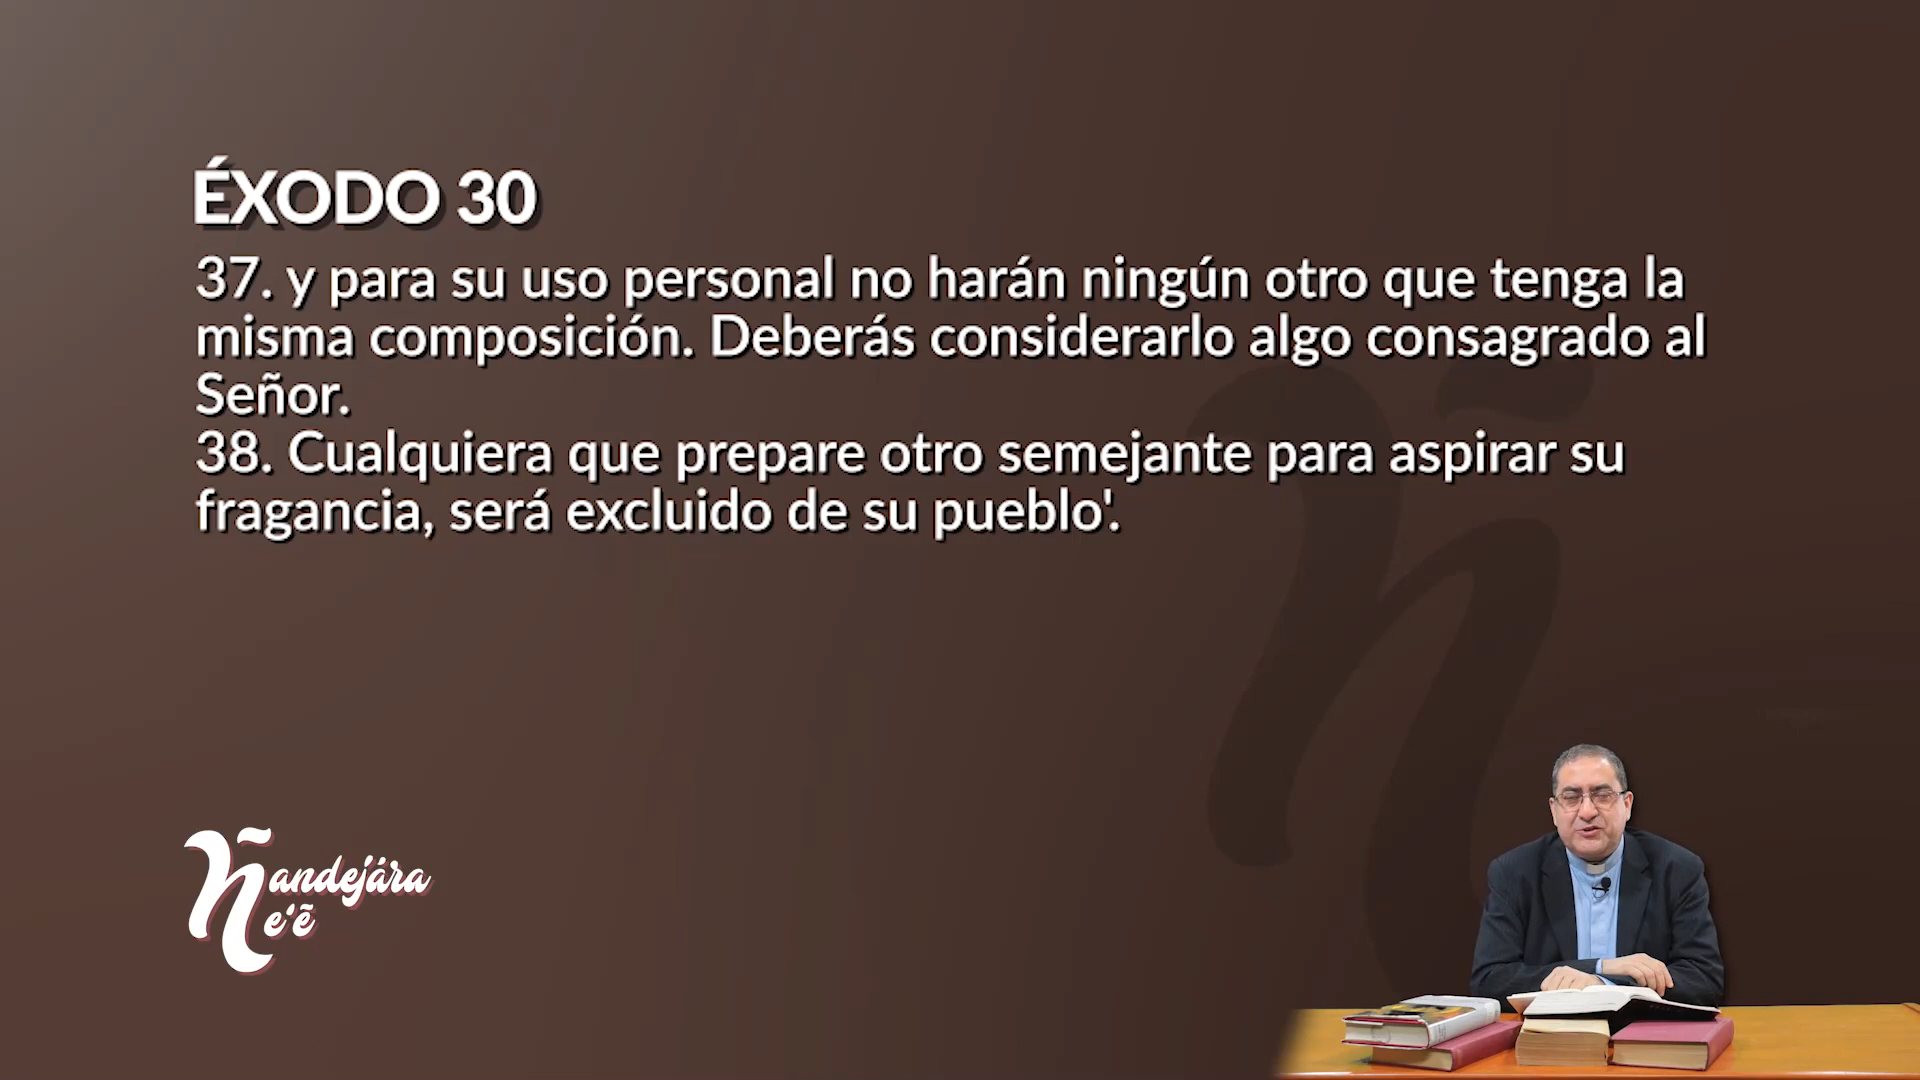 ÉXODO 30
37. y para su uso personal no harán ningún otro que tenga la
misma composición. Deberás considerarlo algo consagrado al
Señor.
38. Cualquiera que prepare otro semejante para aspirar su
fragancia, será excluido de su pueblo'.
Ñandejára
Ñe'ẽ